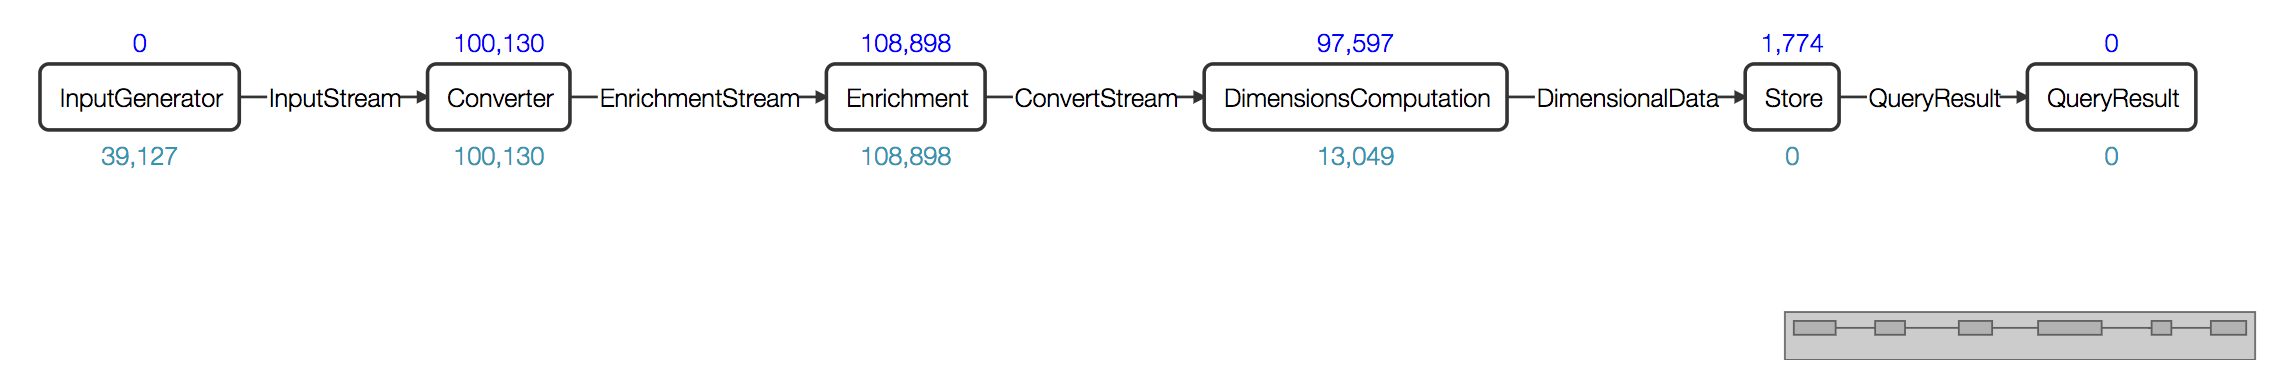 0 100,130 108,898 97,597 1,774 0
InputGenerator InputStream Converter EnrichmentStream Enrichment ConvertStream DimensionsComputation DimensionalData Store QueryResult QueryResult
39,127 100,130 108,898 13,049 0 0